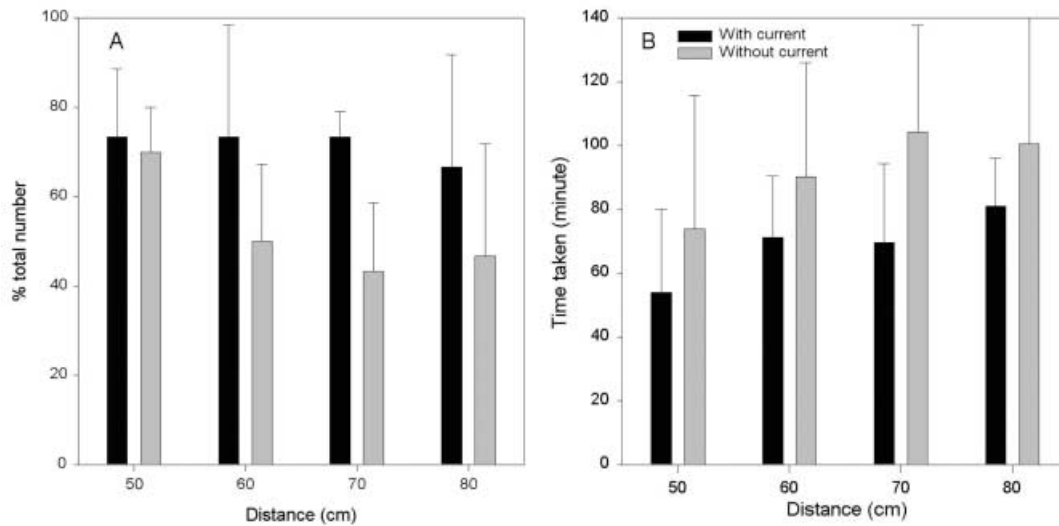 A
% total number
100
80
60
40
20
0
50 60 70 80
Distance (cm)
B
With current
Without current
Time taken (minute)
140
120
100
80
60
40
20
0
50 60 70 80
Distance (cm)